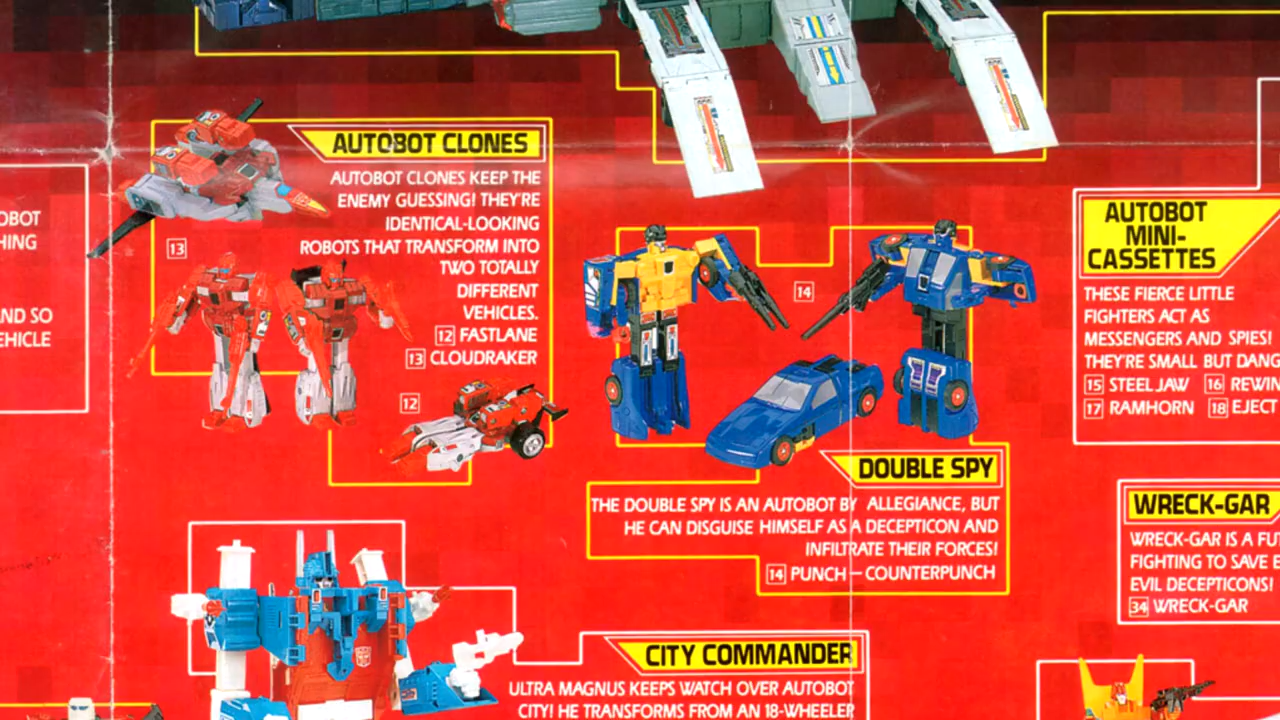 OBOT
HING
ND SO
EHICLE
AUTOBOT CLONES
AUTOBOT CLONES KEEP THE
ENEMY GUESSING! THEY'RE
IDENTICAL-LOOKING
ROBOTS THAT TRANSFORM INTO
TWO TOTALLY
DIFFERENT
VEHICLES.
12 FASTLANE
13 CLOUDRAKER
13
12
14
DOUBLE SPY
THE DOUBLE SPY IS AN AUTOBOT BY ALLEGIANCE, BUT
HE CAN DISGUISE HIMSELF AS A DECEPTICON AND
INFILTRATE THEIR FORCES!
14 PUNCH — COUNTERPUNCH
AUTOBOT
MINI-
CASSETTES
THESE FIERCE LITTLE
FIGHTERS ACT AS
MESSENGERS AND SPIES!
THEY'RE SMALL BUT DANG
15 STEEL JAW 16 REWIN
17 RAMHORN 18 EJECT
WRECK-GAR
WRECK-GAR IS A FU
FIGHTING TO SAVE E
EVIL DECEPTICONS!
34 WRECK-GAR
CITY COMMANDER
ULTRA MAGNUS KEEPS WATCH OVER AUTOBOT
CITY! HE TRANSFORMS FROM AN 18-WHEELER